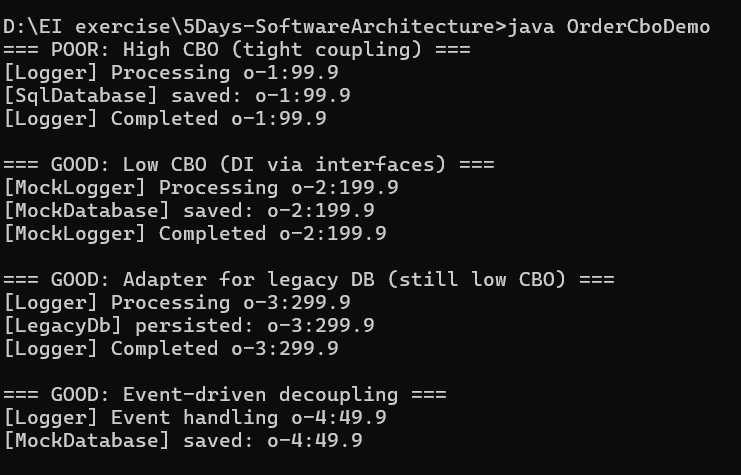 D:\EI exercise\5Days-SoftwareArchitecture>java OrderCboDemo
=== POOR: High CBO (tight coupling) ===
[Logger] Processing o-1:99.9
[SqlDatabase] saved: o-1:99.9
[Logger] Completed o-1:99.9

=== GOOD: Low CBO (DI via interfaces) ===
[MockLogger] Processing o-2:199.9
[MockDatabase] saved: o-2:199.9
[MockLogger] Completed o-2:199.9

=== GOOD: Adapter for legacy DB (still low CBO) ===
[Logger] Processing o-3:299.9
[LegacyDb] persisted: o-3:299.9
[Logger] Completed o-3:299.9

=== GOOD: Event-driven decoupling ===
[Logger] Event handling o-4:49.9
[MockDatabase] saved: o-4:49.9